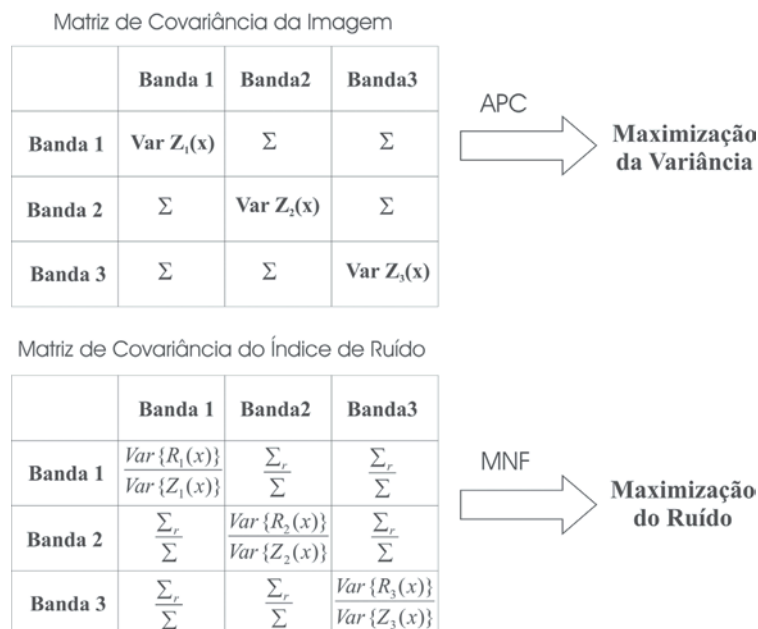 Matriz de Covariância da Imagem
Banda 1 Banda2 Banda3
Banda 1 Var Z₁(x) Σ Σ
Banda 2 Σ Var Z₂(x) Σ
Banda 3 Σ Σ Var Z₃(x)
APC
Maximização
da Variância
Matriz de Covariância do Índice de Ruído
Banda 1 Banda2 Banda3
Banda 1 Var{R₁(x)}/Var{Z₁(x)} Σᵣ/Σ Σᵣ/Σ
Banda 2 Σᵣ/Σ Var{R₂(x)}/Var{Z₂(x)} Σᵣ/Σ
Banda 3 Σᵣ/Σ Σᵣ/Σ Var{R₃(x)}/Var{Z₃(x)}
MNF
Maximização
do Ruído